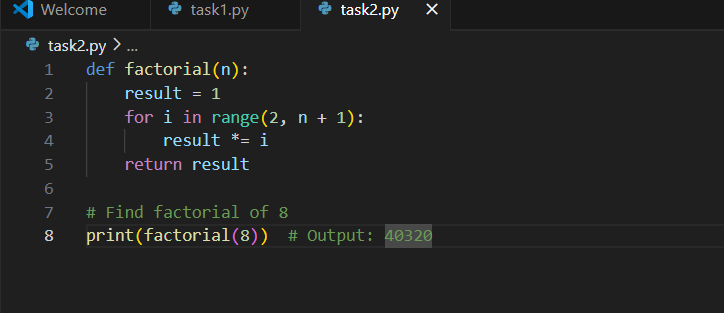 Welcome task1.py task2.py ×
task2.py > ...
1 def factorial(n):
2     result = 1
3     for i in range(2, n + 1):
4         result *= i
5     return result
6
7 # Find factorial of 8
8 print(factorial(8))  # Output: 40320